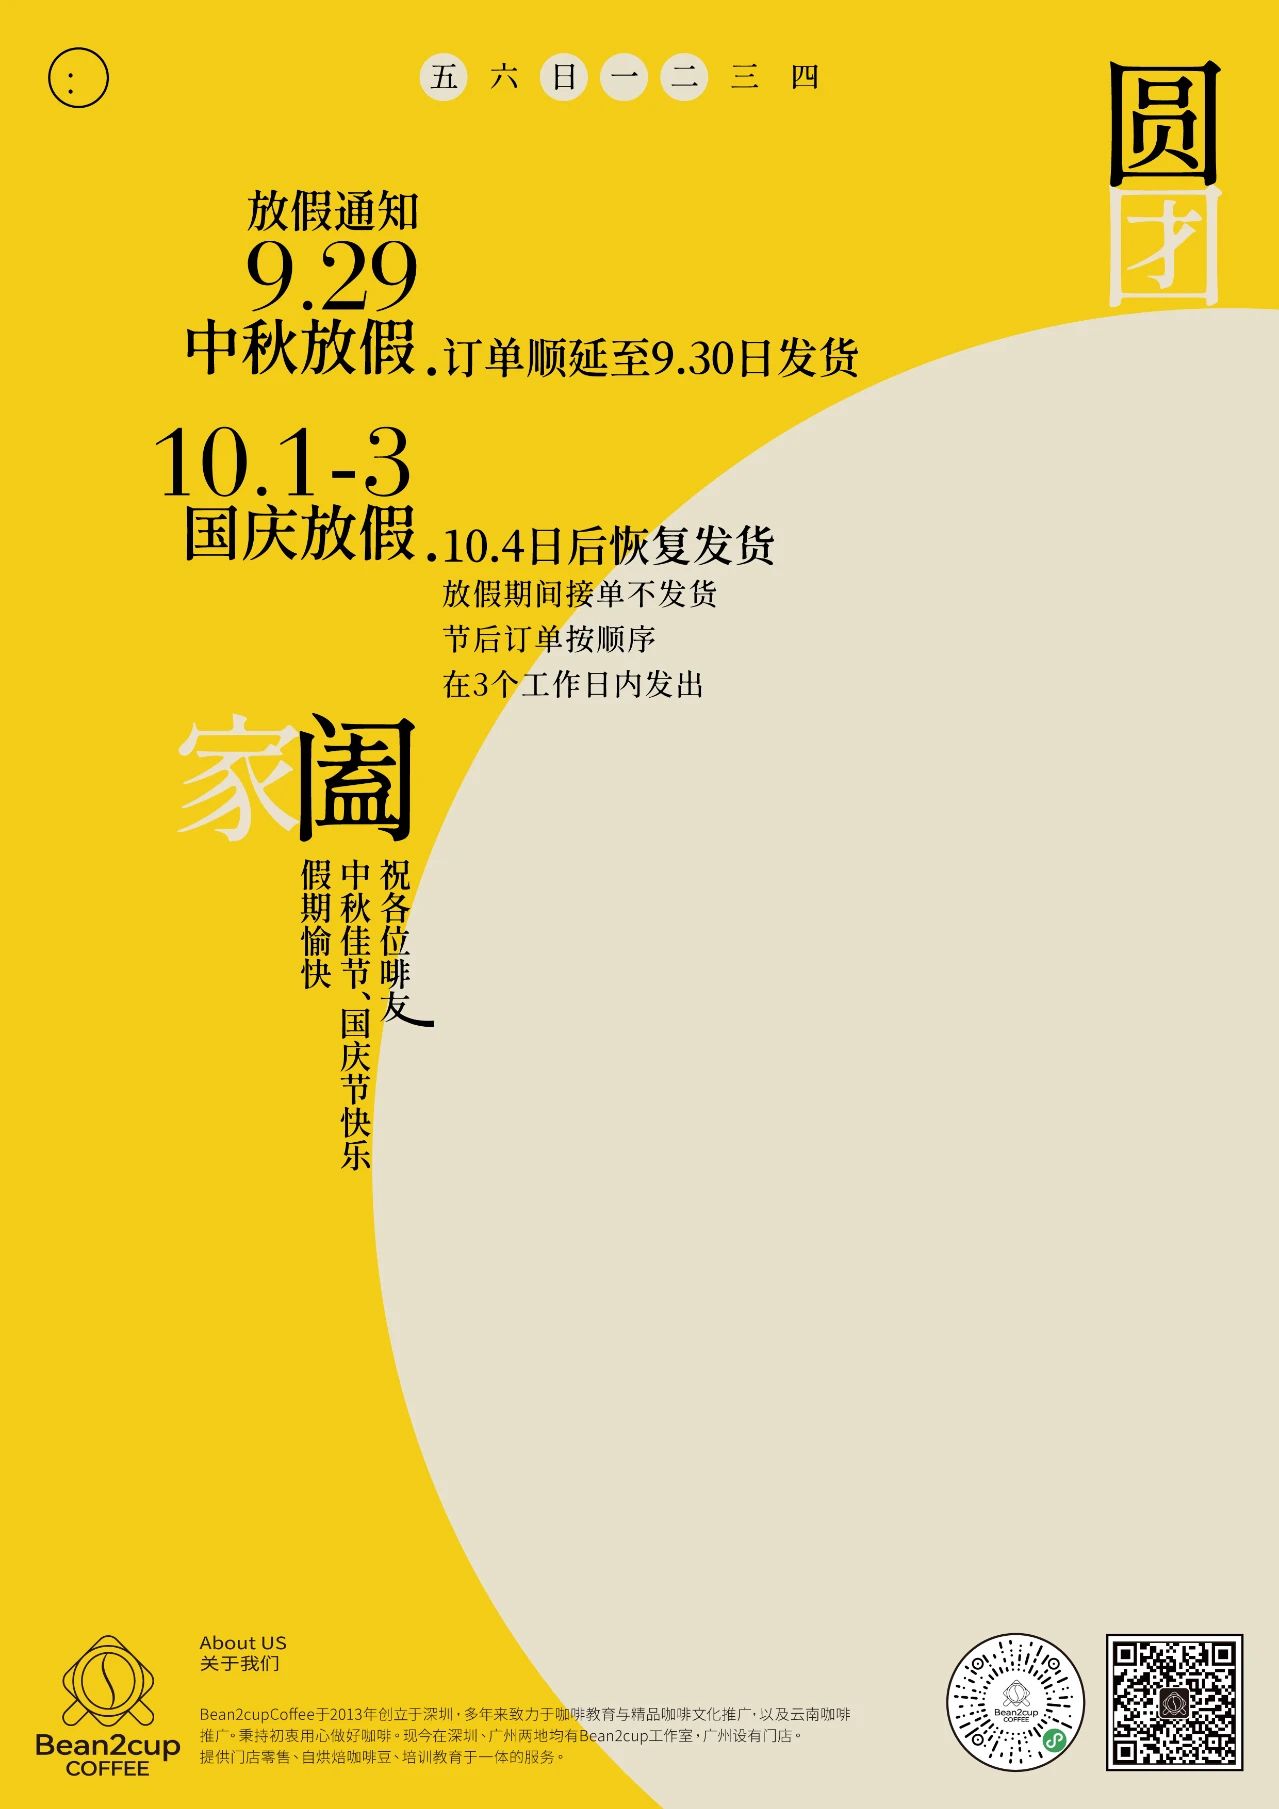 五 六 日 一 二 三 四
圆
团
放假通知
9.29
中秋放假.订单顺延至9.30日发货
10.1-3
国庆放假.10.4日后恢复发货
放假期间接单不发货
节后订单按顺序
在3个工作日内发出
家阖
祝各位啡友
中秋佳节、国庆节快乐
假期愉快
Bean2cup
COFFEE
About US
关于我们
Bean2cupCoffee于2013年创立于深圳，多年来致力于咖啡教育与精品咖啡文化推广，以及云南咖啡
推广。秉持初衷用心做好咖啡。现今在深圳、广州两地均有Bean2cup工作室，广州设有门店。
提供门店零售、自烘焙咖啡豆、培训教育于一体的服务。
Bean2cup
COFFEE